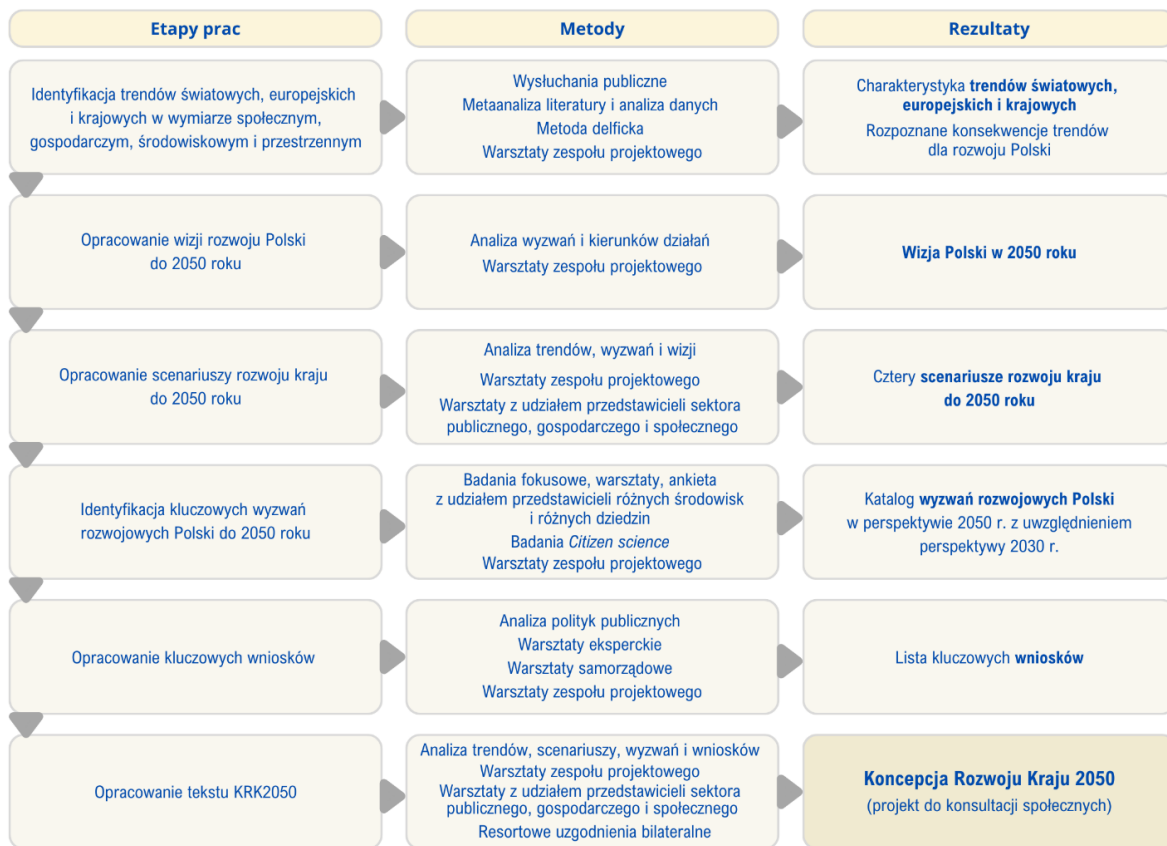 Etapy prac
Metody
Rezultaty
Identyfikacja trendów światowych, europejskich
i krajowych w wymiarze społecznym,
gospodarczym, środowiskowym i przestrzennym
Wysłuchania publiczne
Metaanaliza literatury i analiza danych
Metoda delficka
Warsztaty zespołu projektowego
Charakterystyka trendów światowych,
europejskich i krajowych
Rozpoznane konsekwencje trendów
dla rozwoju Polski
Opracowanie wizji rozwoju Polski
do 2050 roku
Analiza wyzwań i kierunków działań
Warsztaty zespołu projektowego
Wizja Polski w 2050 roku
Opracowanie scenariuszy rozwoju kraju
do 2050 roku
Analiza trendów, wyzwań i wizji
Warsztaty zespołu projektowego
Warsztaty z udziałem przedstawicieli sektora
publicznego, gospodarczego i społecznego
Cztery scenariusze rozwoju kraju
do 2050 roku
Identyfikacja kluczowych wyzwań
rozwojowych Polski do 2050 roku
Badania fokusowe, warsztaty, ankieta
z udziałem przedstawicieli różnych środowisk
i różnych dziedzin
Badania Citizen science
Warsztaty zespołu projektowego
Katalog wyzwań rozwojowych Polski
w perspektywie 2050 r. z uwzględnieniem
perspektywy 2030 r.
Opracowanie kluczowych wniosków
Analiza polityk publicznych
Warsztaty eksperckie
Warsztaty samorządowe
Warsztaty zespołu projektowego
Lista kluczowych wniosków
Opracowanie tekstu KRK2050
Analiza trendów, scenariuszy, wyzwań i wniosków
Warsztaty zespołu projektowego
Warsztaty z udziałem przedstawicieli sektora
publicznego, gospodarczego i społecznego
Resortowe uzgodnienia bilateralne
Koncepcja Rozwoju Kraju 2050
(projekt do konsultacji społecznych)